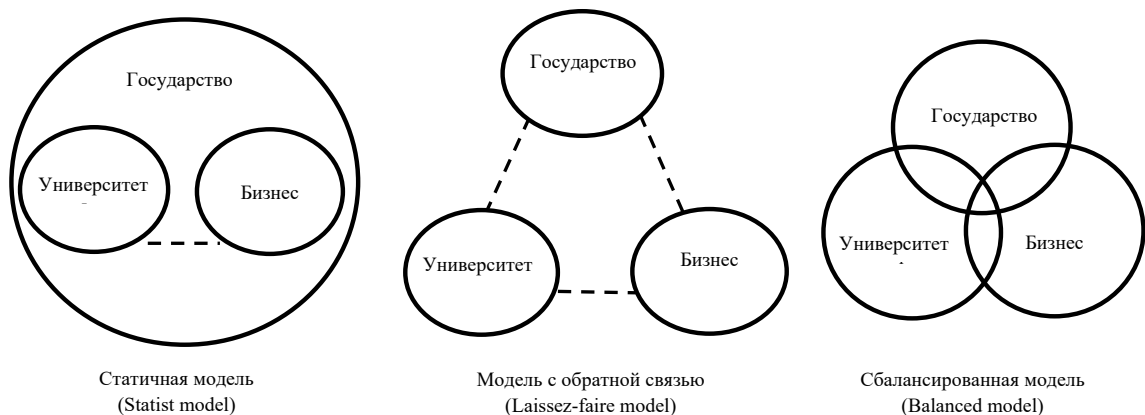 Государство
Университет
Бизнес
Статичная модель
(Statist model)
Государство
Университет
Бизнес
Модель с обратной связью
(Laissez-faire model)
Государство
Университет
Бизнес
Сбалансированная модель
(Balanced model)